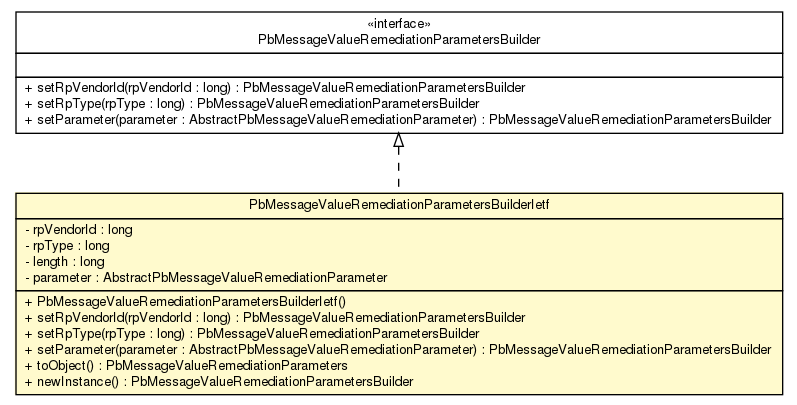 «interface»
PbMessageValueRemediationParametersBuilder
+ setRpVendorId(rpVendorId : long) : PbMessageValueRemediationParametersBuilder
+ setRpType(rpType : long) : PbMessageValueRemediationParametersBuilder
+ setParameter(parameter : AbstractPbMessageValueRemediationParameter) : PbMessageValueRemediationParametersBuilder
PbMessageValueRemediationParametersBuilderIetf
- rpVendorId : long
- rpType : long
- length : long
- parameter : AbstractPbMessageValueRemediationParameter
+ PbMessageValueRemediationParametersBuilderIetf()
+ setRpVendorId(rpVendorId : long) : PbMessageValueRemediationParametersBuilder
+ setRpType(rpType : long) : PbMessageValueRemediationParametersBuilder
+ setParameter(parameter : AbstractPbMessageValueRemediationParameter) : PbMessageValueRemediationParametersBuilder
+ toObject() : PbMessageValueRemediationParameters
+ newInstance() : PbMessageValueRemediationParametersBuilder